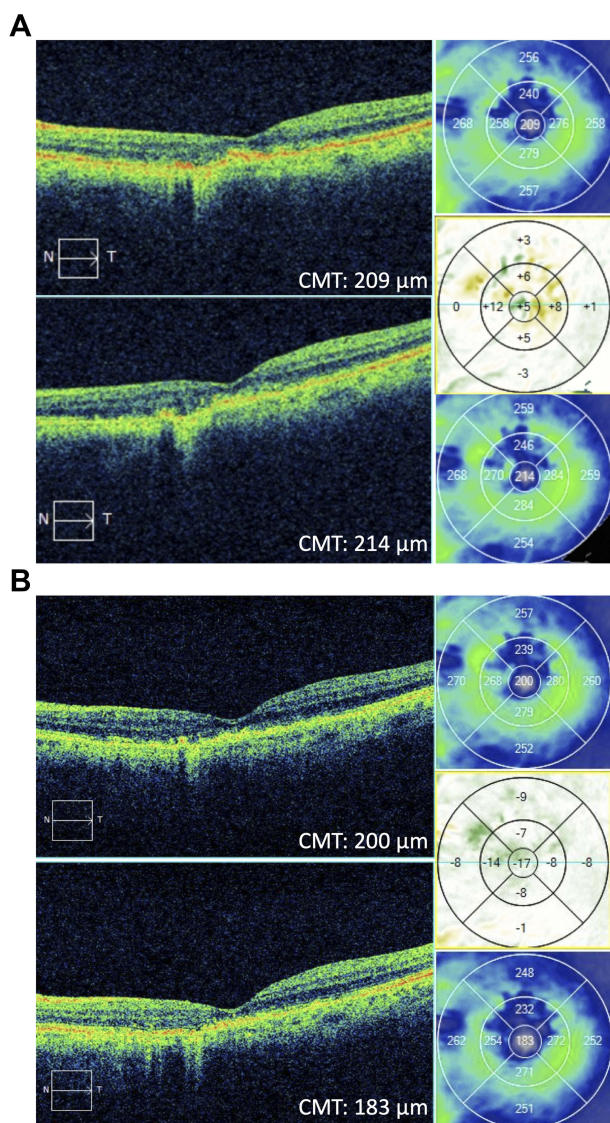 A
N T
CMT: 209 µm
256
240
268 258 209 276 258
279
257
+3
+6
0 +12 +5 +8 +1
+5
-3
N T
CMT: 214 µm
259
246
268 270 214 284 259
284
254
B
N T
CMT: 200 µm
257
239
270 268 200 280 260
279
252
-9
-7
-8 -14 -17 -8 -8
-8
-1
N T
CMT: 183 µm
248
232
262 254 183 272 252
271
251